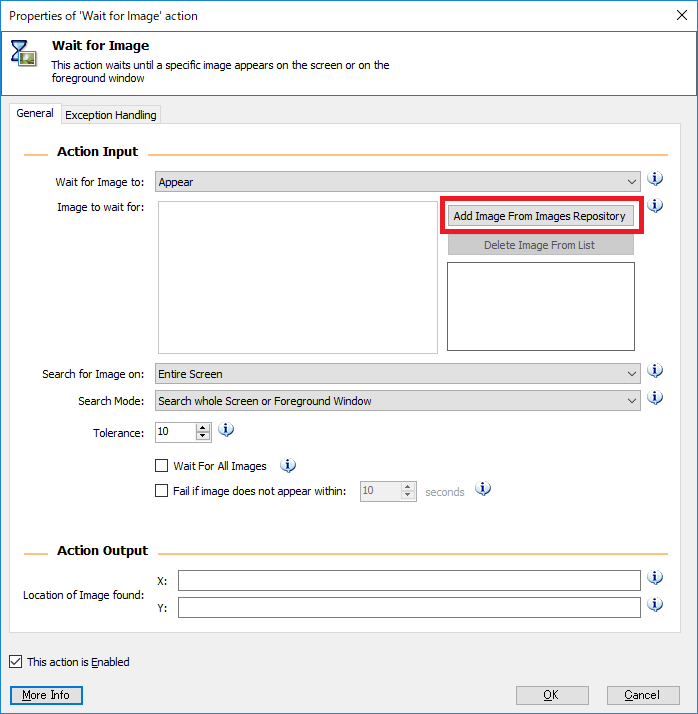 Properties of 'Wait for Image' action
Wait for Image
This action waits until a specific image appears on the screen or on the
foreground window
General
Exception Handling
Action Input
Wait for Image to:
Appear
Image to wait for:
Add Image From Images Repository
Delete Image From List
Search for Image on:
Entire Screen
Search Mode:
Search whole Screen or Foreground Window
Tolerance:
10
Wait For All Images
Fail if image does not appear within:
10
seconds
Action Output
Location of Image found:
X:
Y:
This action is Enabled
More Info
OK
Cancel